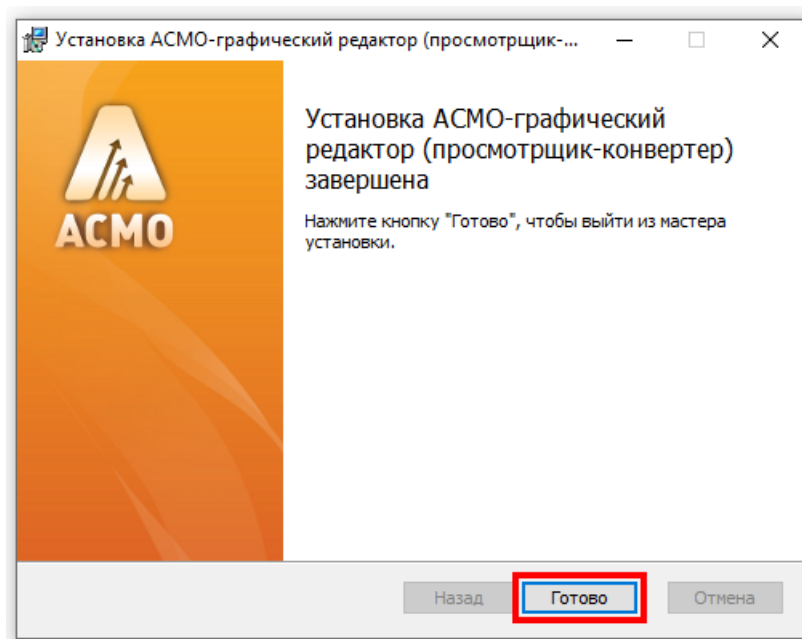 Установка АСМО-графический редактор (просмотрщик-...
АСМО
Установка АСМО-графический
редактор (просмотрщик-конвертер)
завершена
Нажмите кнопку "Готово", чтобы выйти из мастера
установки.
Назад
Готово
Отмена